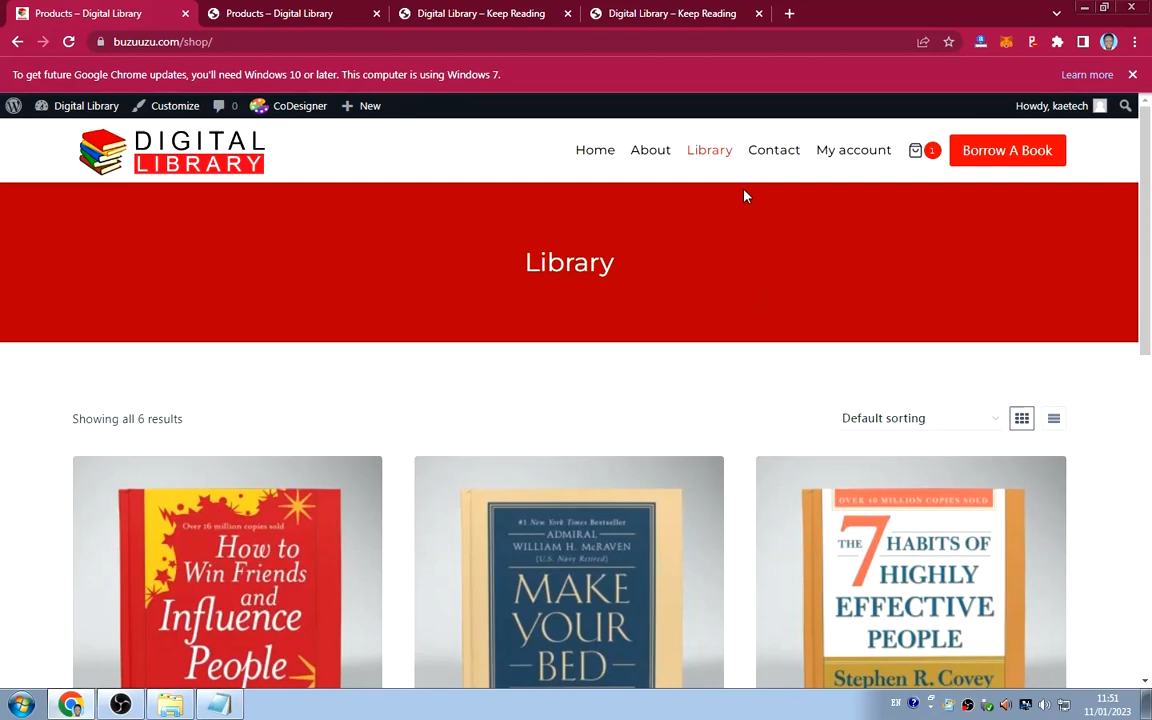 Products – Digital Library
Products – Digital Library
Digital Library – Keep Reading
Digital Library – Keep Reading
buzuuzu.com/shop/
To get future Google Chrome updates, you'll need Windows 10 or later. This computer is using Windows 7.
Learn more
Digital Library
Customize
0
CoDesigner
New
Howdy, kaetech
DIGITAL
LIBRARY
Home
About
Library
Contact
My account
1
Borrow A Book
Library
Showing all 6 results
Default sorting
Over 16 million copies sold
How to
Win Friends
and
Influence
People
#1 New York Times Bestseller
ADMIRAL
WILLIAM H. McRAVEN
(U.S. Navy Retired)
MAKE
YOUR
BED
OVER 40 MILLION COPIES SOLD
THE 7 HABITS OF
HIGHLY
EFFECTIVE
PEOPLE
Stephen R. Covey
EN
11:51
11/01/2023